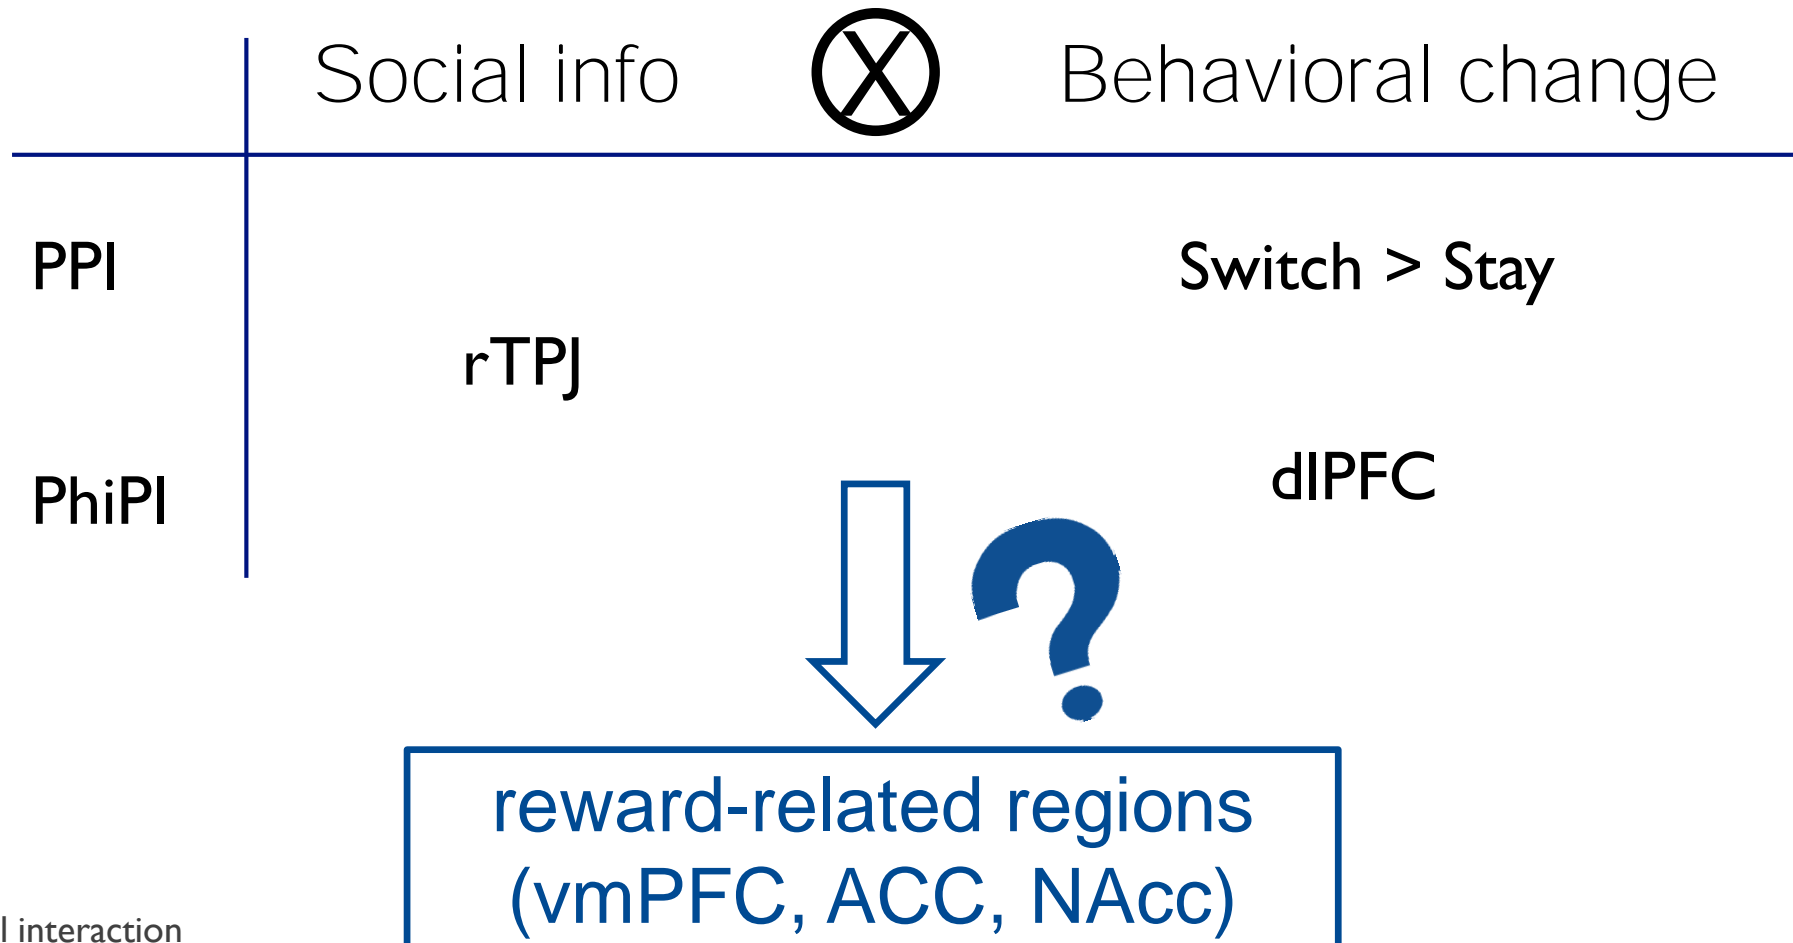 Social info X Behavioral change
PPI Switch > Stay
rTPJ
PhiPI dlPFC
?
reward-related regions
(vmPFC, ACC, NAcc)
l interaction